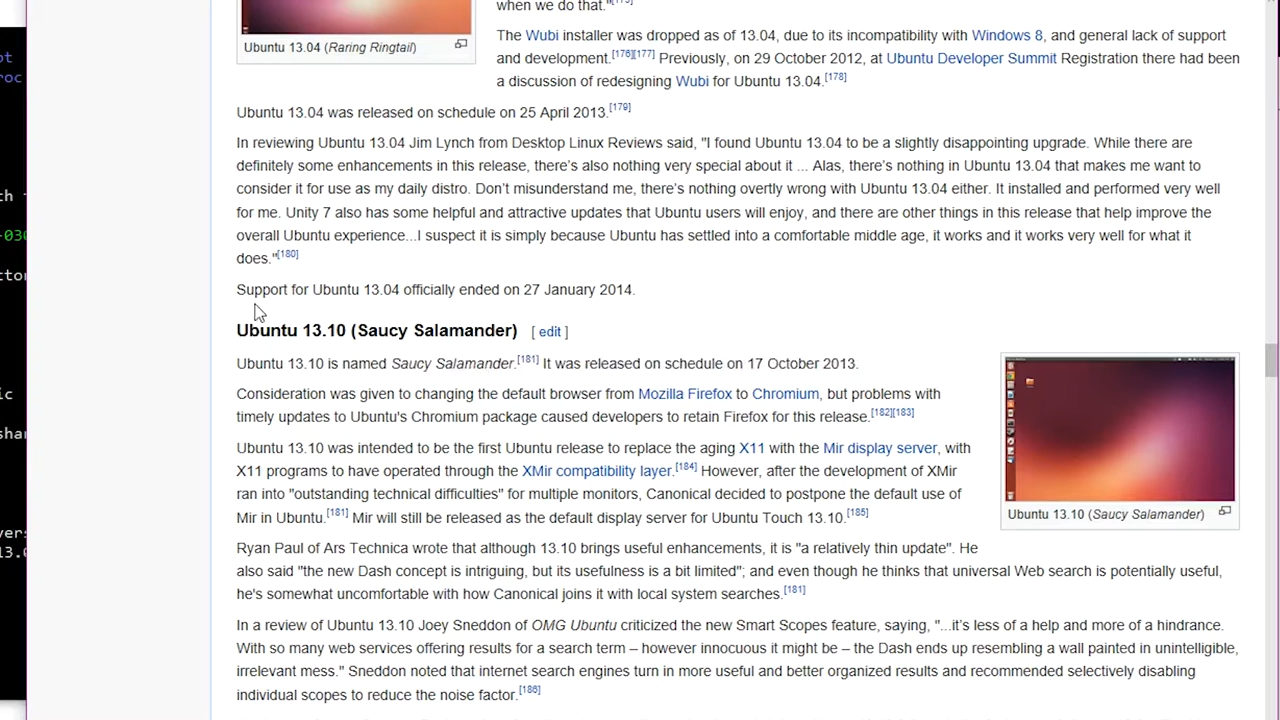 when we do that."[175]
Ubuntu 13.04 (Raring Ringtail)
The Wubi installer was dropped as of 13.04, due to its incompatibility with Windows 8, and general lack of support
and development.[176][177] Previously, on 29 October 2012, at Ubuntu Developer Summit Registration there had been
a discussion of redesigning Wubi for Ubuntu 13.04.[178]
Ubuntu 13.04 was released on schedule on 25 April 2013.[179]
In reviewing Ubuntu 13.04 Jim Lynch from Desktop Linux Reviews said, "I found Ubuntu 13.04 to be a slightly disappointing upgrade. While there are
definitely some enhancements in this release, there's also nothing very special about it ... Alas, there's nothing in Ubuntu 13.04 that makes me want to
consider it for use as my daily distro. Don't misunderstand me, there's nothing overtly wrong with Ubuntu 13.04 either. It installed and performed very well
for me. Unity 7 also has some helpful and attractive updates that Ubuntu users will enjoy, and there are other things in this release that help improve the
overall Ubuntu experience...I suspect it is simply because Ubuntu has settled into a comfortable middle age, it works and it works very well for what it
does."[180]
Support for Ubuntu 13.04 officially ended on 27 January 2014.
Ubuntu 13.10 (Saucy Salamander) [ edit ]
Ubuntu 13.10 is named Saucy Salamander.[181] It was released on schedule on 17 October 2013.
Consideration was given to changing the default browser from Mozilla Firefox to Chromium, but problems with
timely updates to Ubuntu's Chromium package caused developers to retain Firefox for this release.[182][183]
Ubuntu 13.10 was intended to be the first Ubuntu release to replace the aging X11 with the Mir display server, with
X11 programs to have operated through the XMir compatibility layer.[184] However, after the development of XMir
ran into "outstanding technical difficulties" for multiple monitors, Canonical decided to postpone the default use of
Mir in Ubuntu.[181] Mir will still be released as the default display server for Ubuntu Touch 13.10.[185]
Ubuntu 13.10 (Saucy Salamander)
Ryan Paul of Ars Technica wrote that although 13.10 brings useful enhancements, it is "a relatively thin update". He
also said "the new Dash concept is intriguing, but its usefulness is a bit limited"; and even though he thinks that universal Web search is potentially useful,
he's somewhat uncomfortable with how Canonical joins it with local system searches.[181]
In a review of Ubuntu 13.10 Joey Sneddon of OMG Ubuntu criticized the new Smart Scopes feature, saying, "...it's less of a help and more of a hindrance.
With so many web services offering results for a search term – however innocuous it might be – the Dash ends up resembling a wall painted in unintelligible,
irrelevant mess." Sneddon noted that internet search engines turn in more useful and better organized results and recommended selectively disabling
individual scopes to reduce the noise factor.[186]